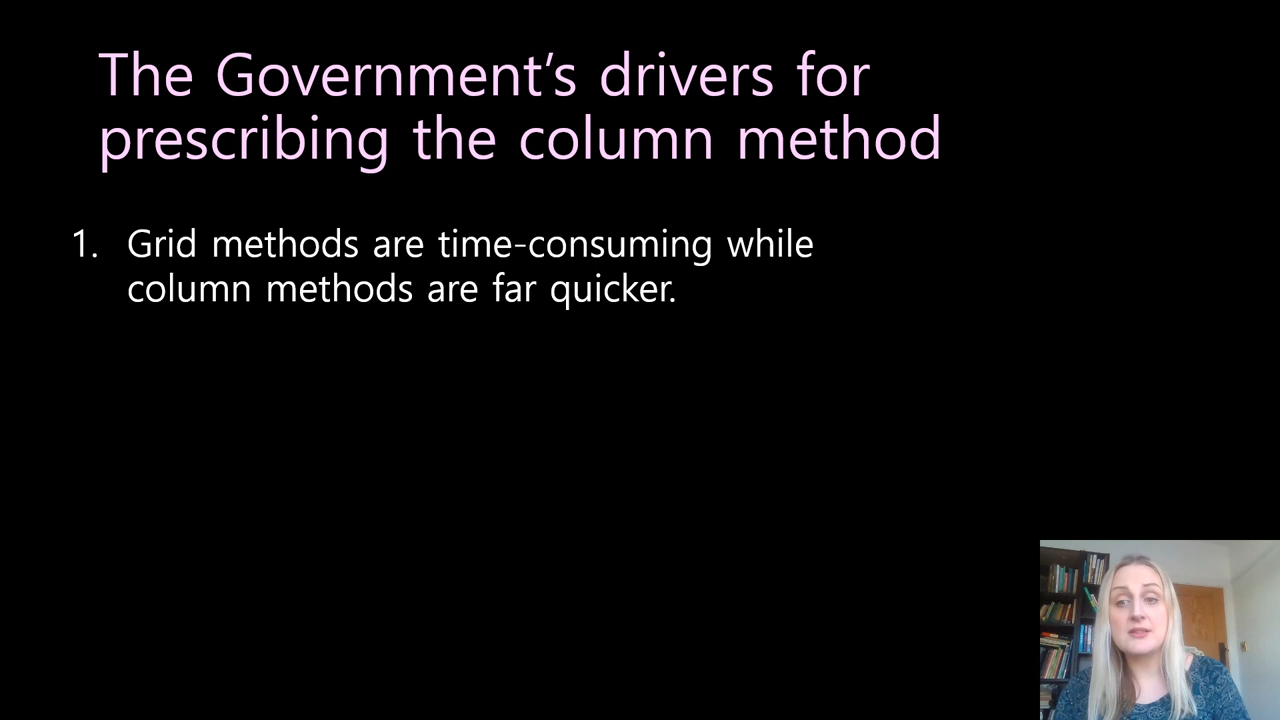 The Government’s drivers for
prescribing the column method
1. Grid methods are time-consuming while
column methods are far quicker.